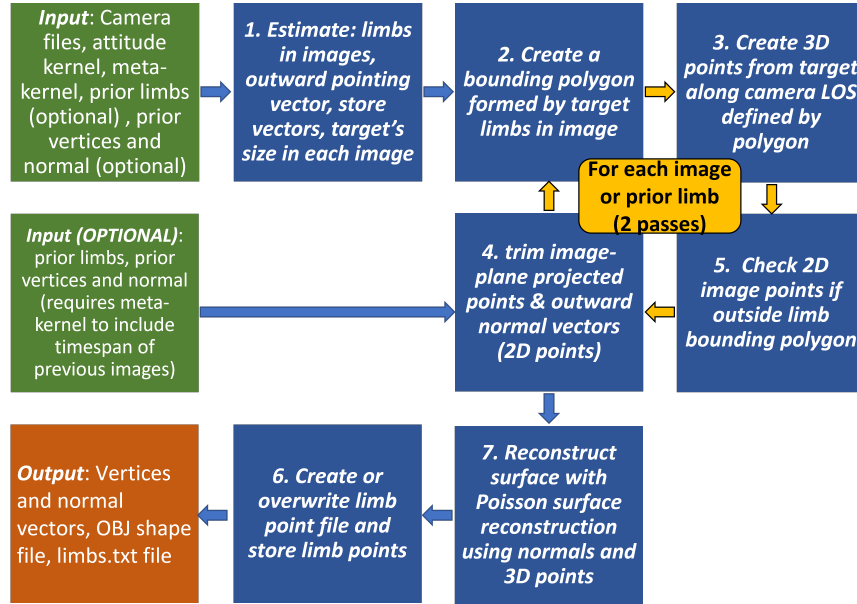 Input: Camera
files, attitude
kernel, meta-
kernel, prior limbs
(optional) , prior
vertices and
normal (optional)
1. Estimate: limbs
in images,
outward pointing
vector, store
vectors, target's
size in each image
2. Create a
bounding polygon
formed by target
limbs in image
3. Create 3D
points from target
along camera LOS
defined by
polygon
For each image
or prior limb
(2 passes)
Input (OPTIONAL):
prior limbs, prior
vertices and normal
(requires meta-
kernel to include
timespan of
previous images)
4. trim image-
plane projected
points & outward
normal vectors
(2D points)
5. Check 2D
image points if
outside limb
bounding polygon
Output: Vertices
and normal
vectors, OBJ shape
file, limbs.txt file
6. Create or
overwrite limb
point file and
store limb points
7. Reconstruct
surface with
Poisson surface
reconstruction
using normals and
3D points